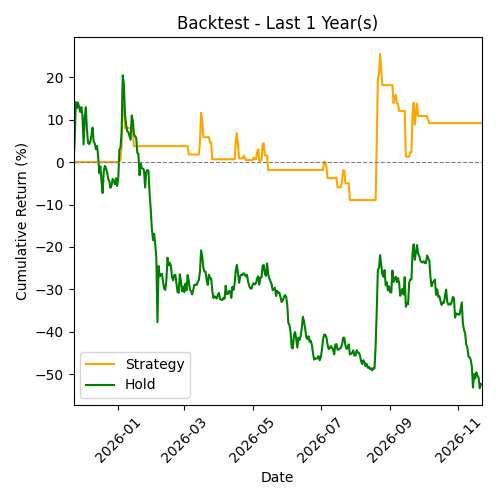 Backtest - Last 1 Year(s)
Cumulative Return (%)
20
10
0
−10
−20
−30
−40
−50
Strategy
Hold
2026-01
2026-03
2026-05
2026-07
2026-09
2026-11
Date